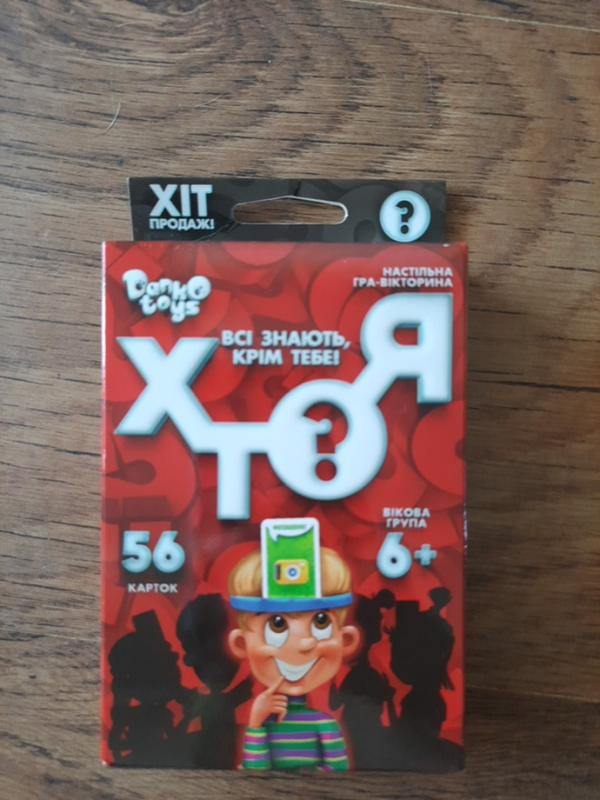 ХІТ
ПРОДАЖ!
?
Danko
toys
НАСТІЛЬНА
ГРА-ВІКТОРИНА
ВСІ ЗНАЮТЬ,
КРІМ ТЕБЕ!
ХТО Я
?
56
КАРТОК
ВІКОВА
ГРУПА
6+